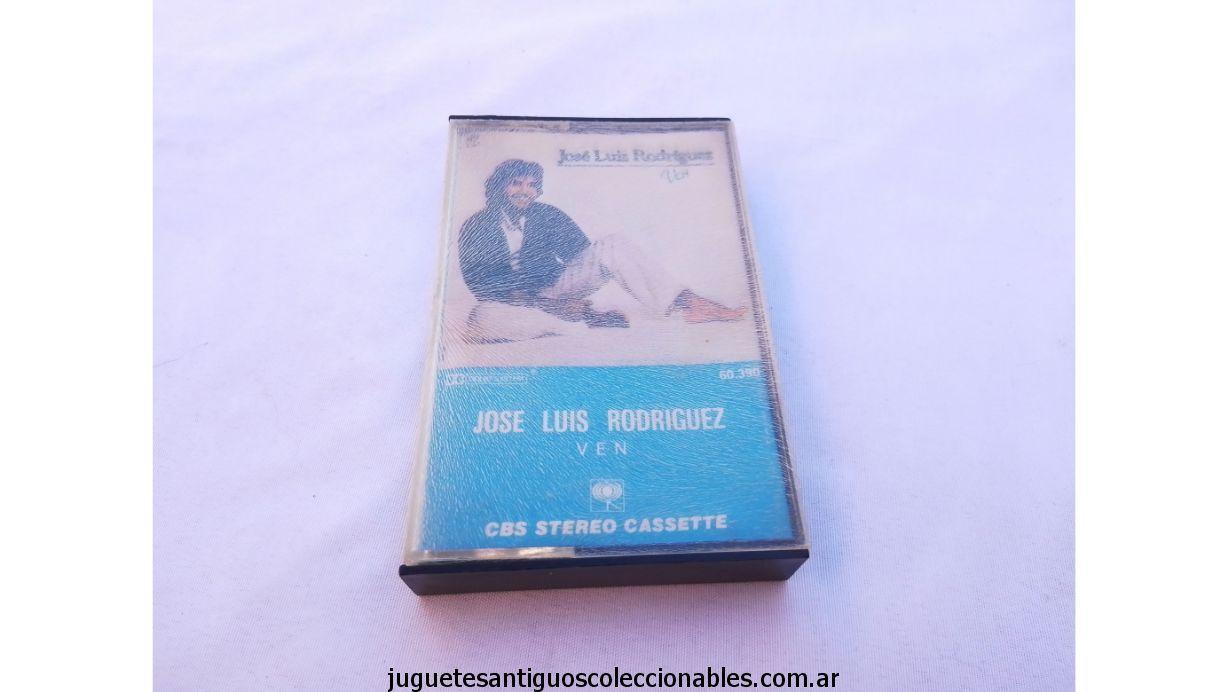 José Luis Rodríguez
Ven
60.390
JOSE LUIS RODRIGUEZ
VEN
CBS STEREO CASSETTE
juguetesantiguoscoleccionables.com.ar